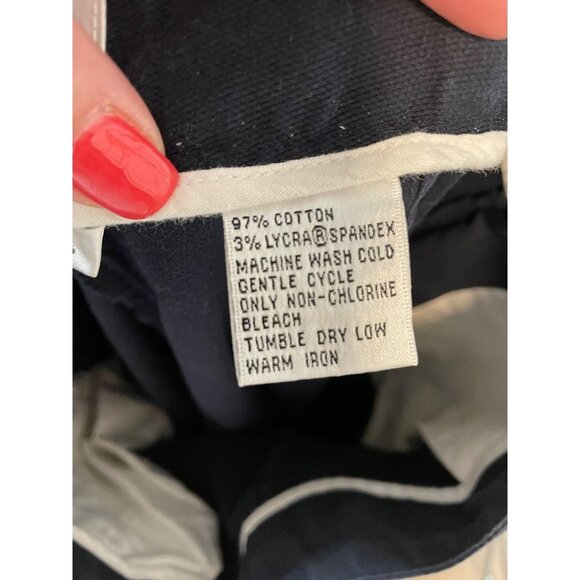 97% COTTON
3% LYCRA®SPANDEX
MACHINE WASH COLD
GENTLE CYCLE
ONLY NON-CHLORINE
BLEACH
TUMBLE DRY LOW
WARM IRON